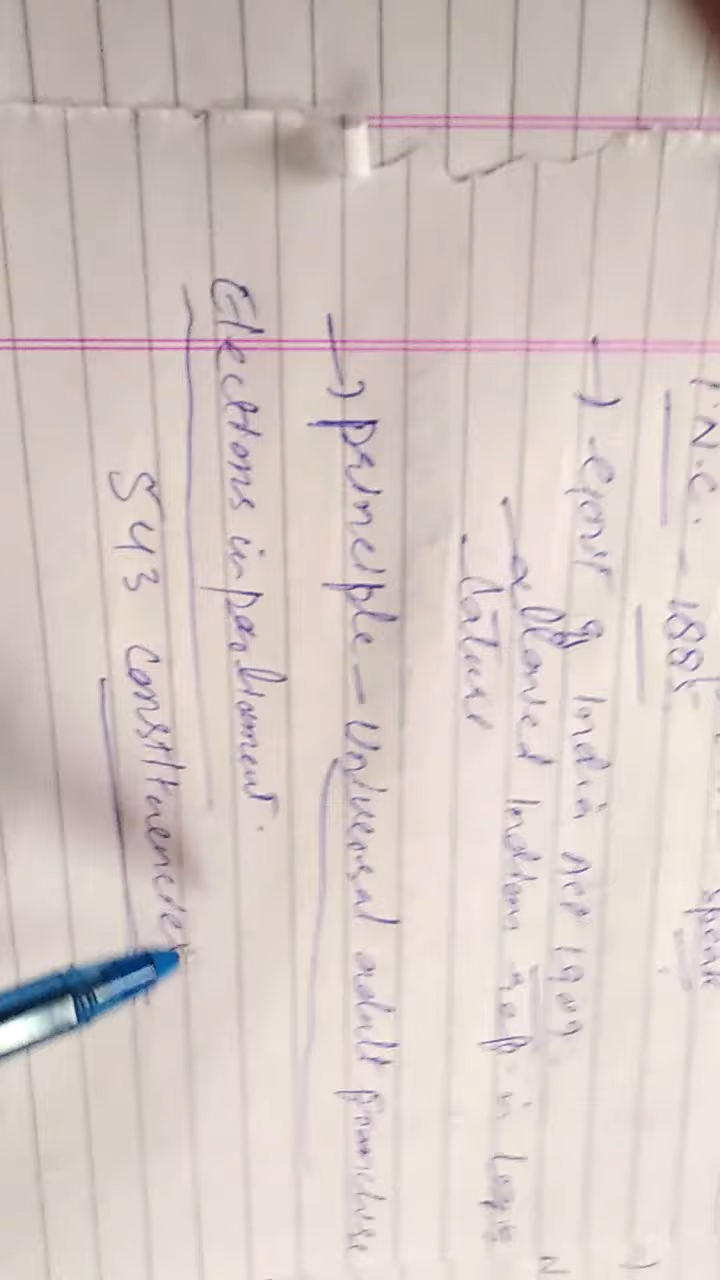 I.N.C. - 1885
→ Govt of India Act 1909
- allowed Indian rep. in Legis
- lature
→ principle - Universal adult franchise
Elections in parliament.
543 constituencies